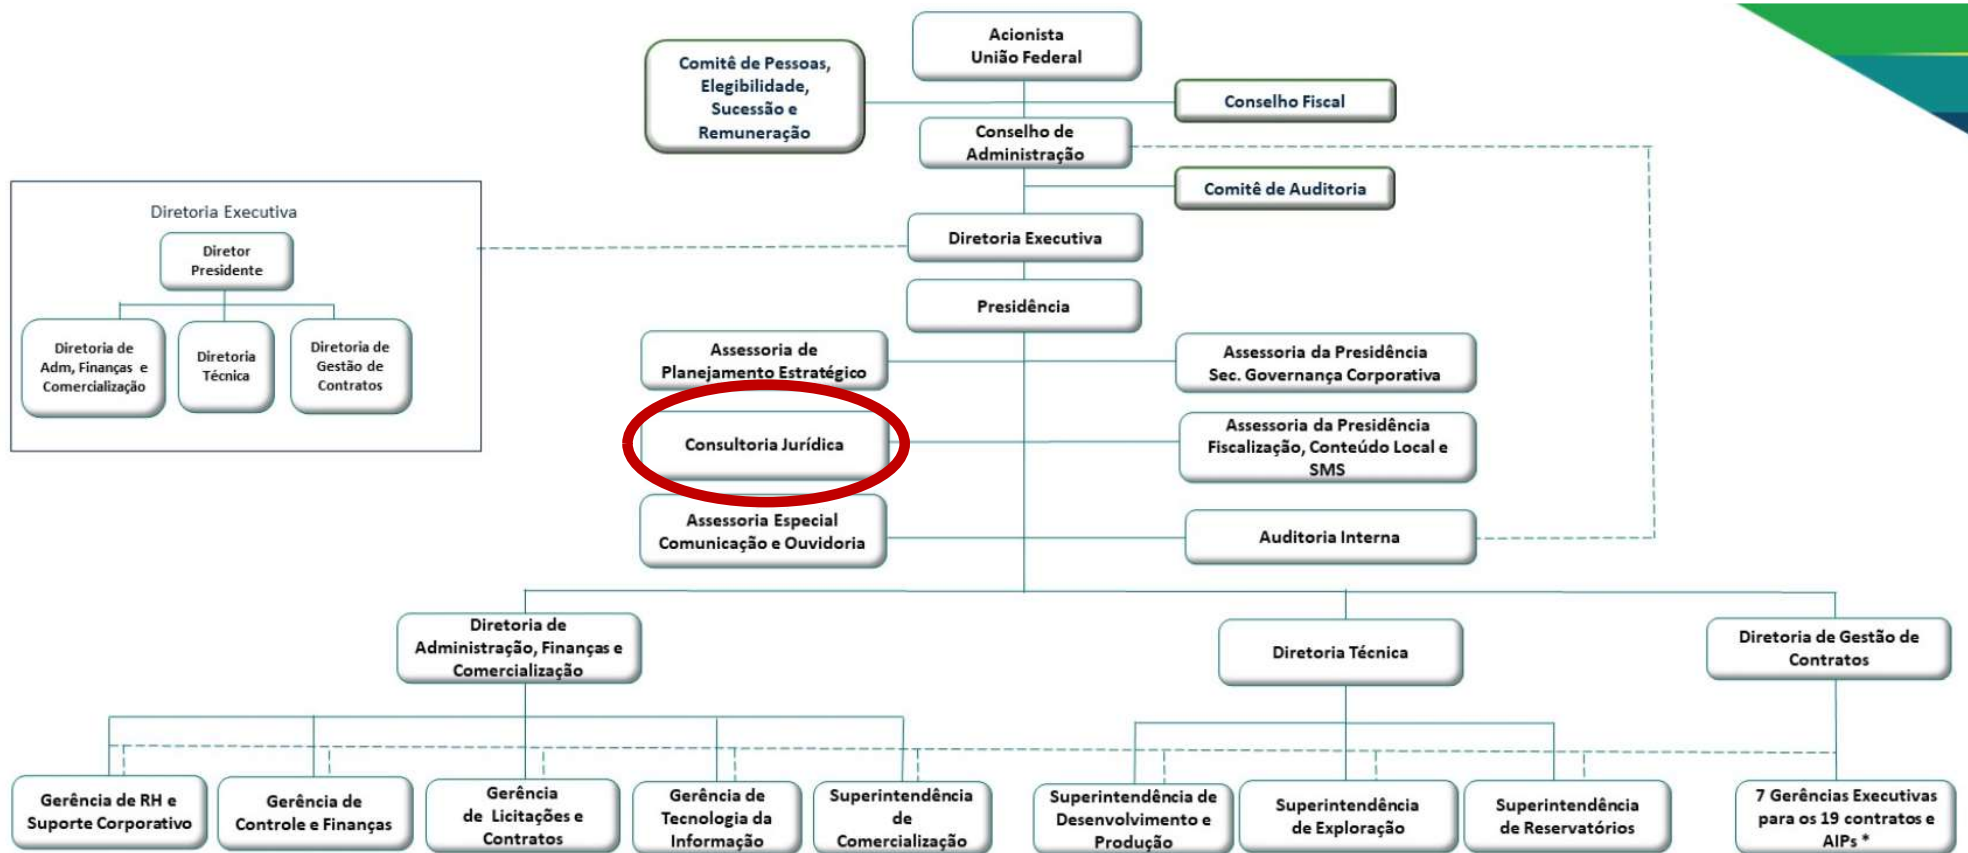 Acionista
União Federal
Comitê de Pessoas,
Elegibilidade,
Sucessão e
Remuneração
Conselho Fiscal
Conselho de
Administração
Comitê de Auditoria
Diretoria Executiva
Diretor
Presidente
Diretoria de
Adm, Finanças e
Comercialização
Diretoria
Técnica
Diretoria de
Gestão de
Contratos
Diretoria Executiva
Presidência
Assessoria de
Planejamento Estratégico
Assessoria da Presidência
Sec. Governança Corporativa
Consultoria Jurídica
Assessoria da Presidência
Fiscalização, Conteúdo Local e
SMS
Assessoria Especial
Comunicação e Ouvidoria
Auditoria Interna
Diretoria de
Administração, Finanças e
Comercialização
Diretoria Técnica
Diretoria de Gestão de
Contratos
Gerência de RH e
Suporte Corporativo
Gerência de
Controle e Finanças
Gerência
de Licitações e
Contratos
Gerência de
Tecnologia da
Informação
Superintendência
de
Comercialização
Superintendência de
Desenvolvimento e
Produção
Superintendência
de Exploração
Superintendência
de Reservatórios
7 Gerências Executivas
para os 19 contratos e
AIPs *